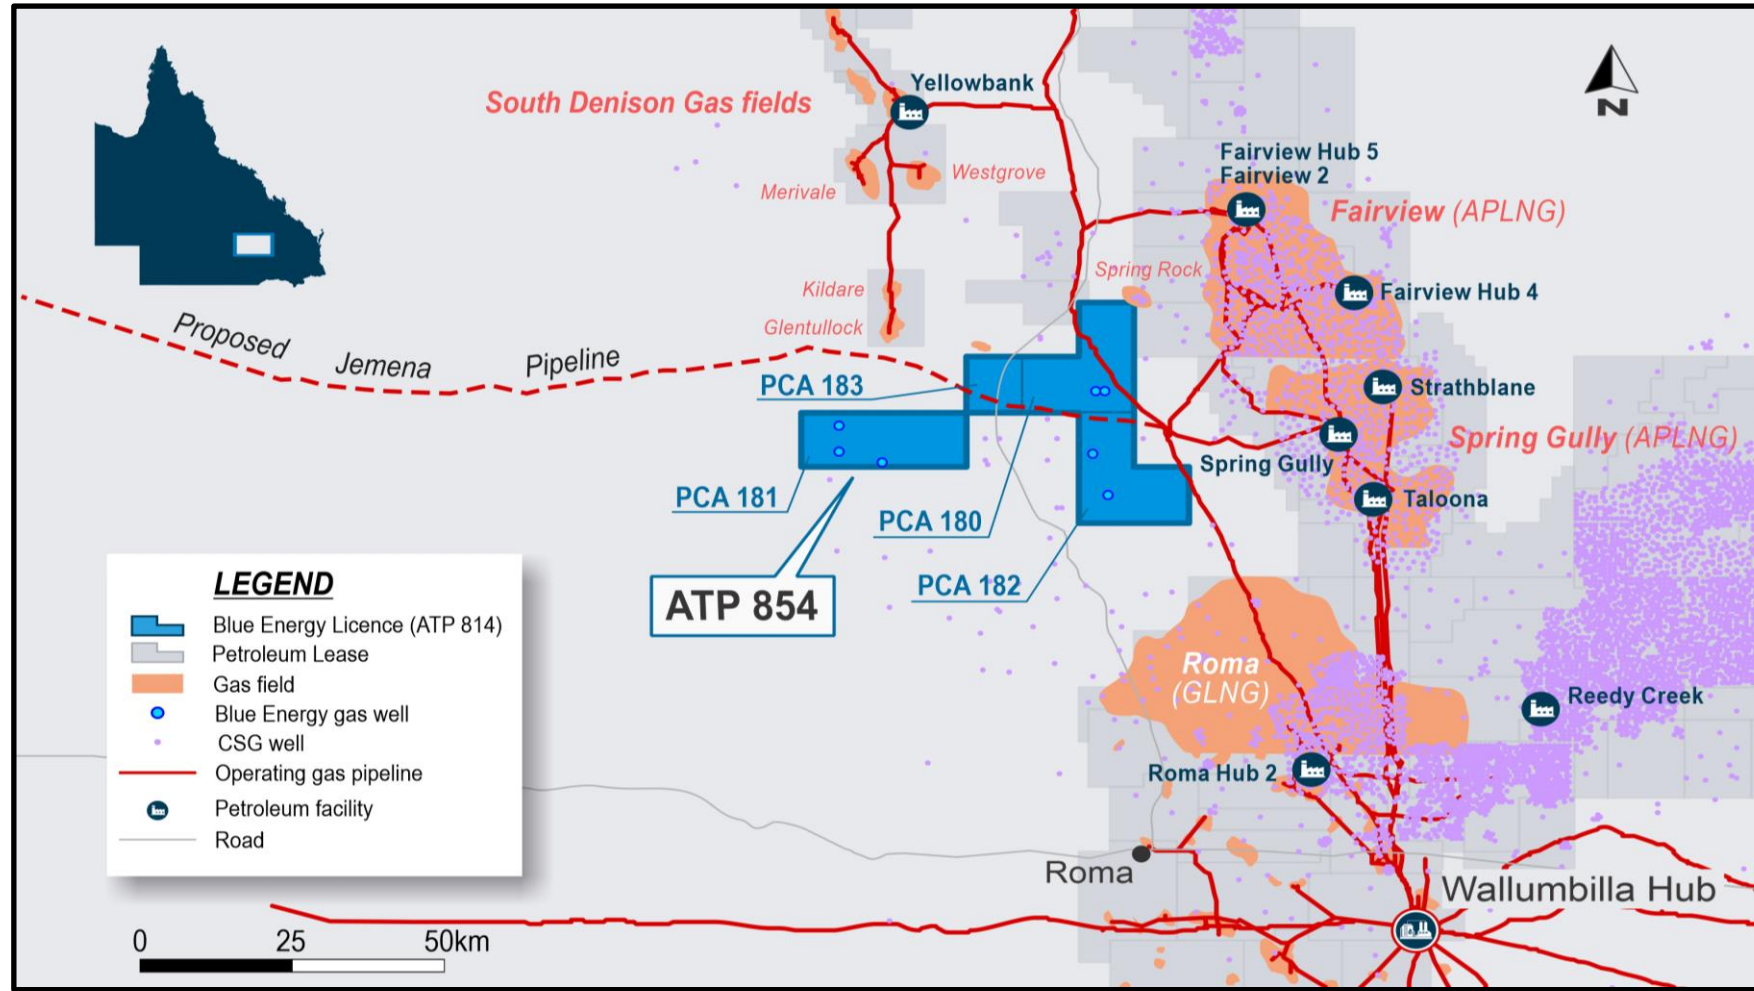 South Denison Gas fields
Yellowbank
N
Fairview Hub 5
Fairview 2
Merivale
Westgrove
Fairview (APLNG)
Spring Rock
Kildare
Fairview Hub 4
Glentullock
Proposed Jemena Pipeline
PCA 183
Strathblane
Spring Gully (APLNG)
Spring Gully
PCA 181
PCA 180
Taloona
PCA 182
ATP 854
LEGEND
Blue Energy Licence (ATP 814)
Petroleum Lease
Gas field
Blue Energy gas well
CSG well
Operating gas pipeline
Petroleum facility
Road
Roma
(GLNG)
Reedy Creek
Roma Hub 2
Roma
Wallumbilla Hub
0 25 50km